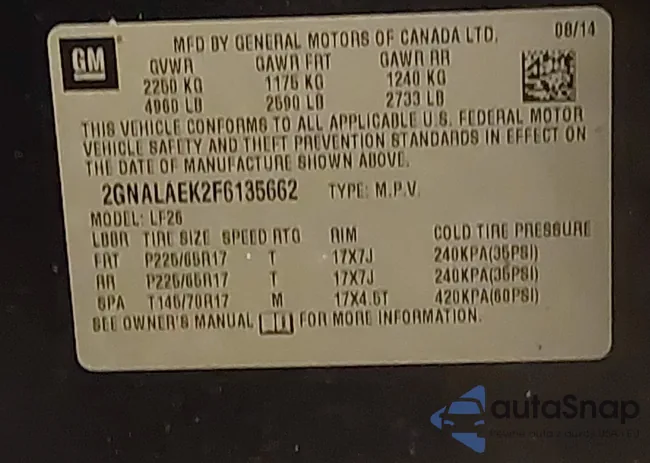 GM
MFD BY GENERAL MOTORS OF CANADA LTD. 08/14
GVWR GAWR FRT GAWR RR
2250 KG 1175 KG 1240 KG
4960 LB 2590 LB 2733 LB
THIS VEHICLE CONFORMS TO ALL APPLICABLE U.S. FEDERAL MOTOR
VEHICLE SAFETY AND THEFT PREVENTION STANDARDS IN EFFECT ON
THE DATE OF MANUFACTURE SHOWN ABOVE.
2GNALAEK2F6135662 TYPE: M.P.V.
MODEL: LF26
TIRE SIZE SPEED RTG RIM COLD TIRE PRESSURE
FRT P225/65R17 T 17X7J 240KPA(35PSI)
RR P225/65R17 T 17X7J 240KPA(35PSI)
SPA T145/70R17 M 17X4.5T 420KPA(60PSI)
SEE OWNER'S MANUAL FOR MORE INFORMATION.
autaSnap